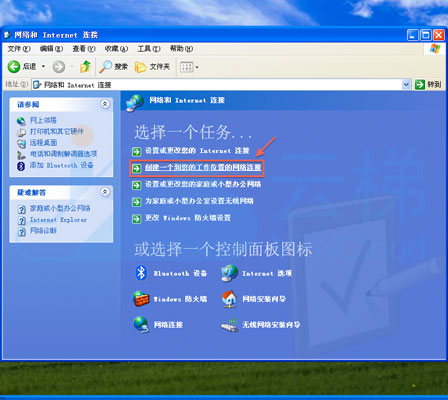 网络和 Internet 连接
文件(F) 编辑(E) 查看(V) 收藏(A) 工具(T) 帮助(H)
后退 搜索 文件夹
地址(D) 网络和 Internet 连接 转到
请参阅
网上邻居
打印机和其它硬件
远程桌面
电话和调制解调器选项
添加 Bluetooth 设备
疑难解答
家庭或小型办公网络
Internet Explorer
网络诊断
网络和 Internet 连接
选择一个任务...
设置或更改您的 Internet 连接
创建一个到您的工作位置的网络连接
设置或更改您的家庭或小型办公网络
为家庭或小型办公室设置无线网络
更改 Windows 防火墙设置
或选择一个控制面板图标
Bluetooth 设备 Internet 选项
Windows 防火墙 网络安装向导
网络连接 无线网络安装向导